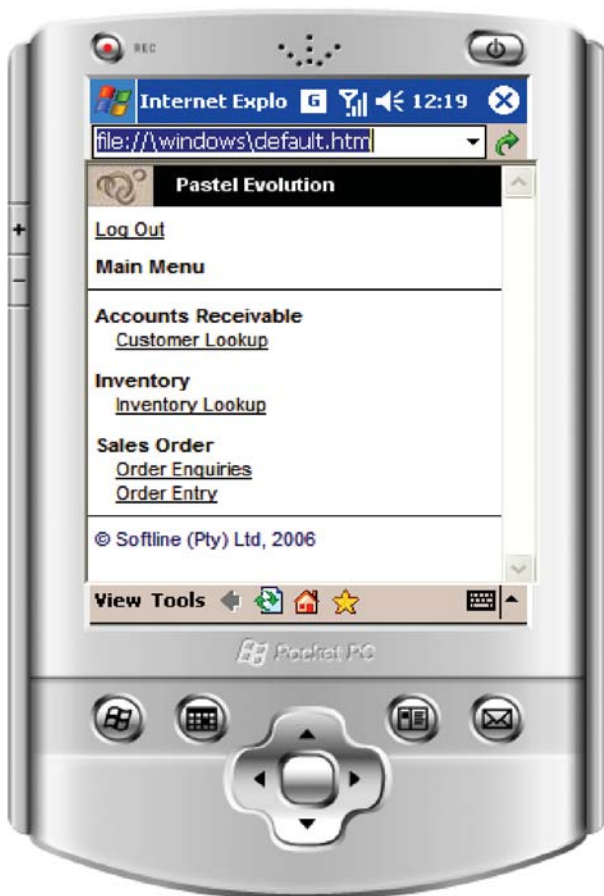 REC
Internet Explo G 12:19
file://\windows\default.htm
Pastel Evolution
Log Out
Main Menu
Accounts Receivable
Customer Lookup
Inventory
Inventory Lookup
Sales Order
Order Enquiries
Order Entry
© Softline (Pty) Ltd, 2006
View Tools
Pocket PC